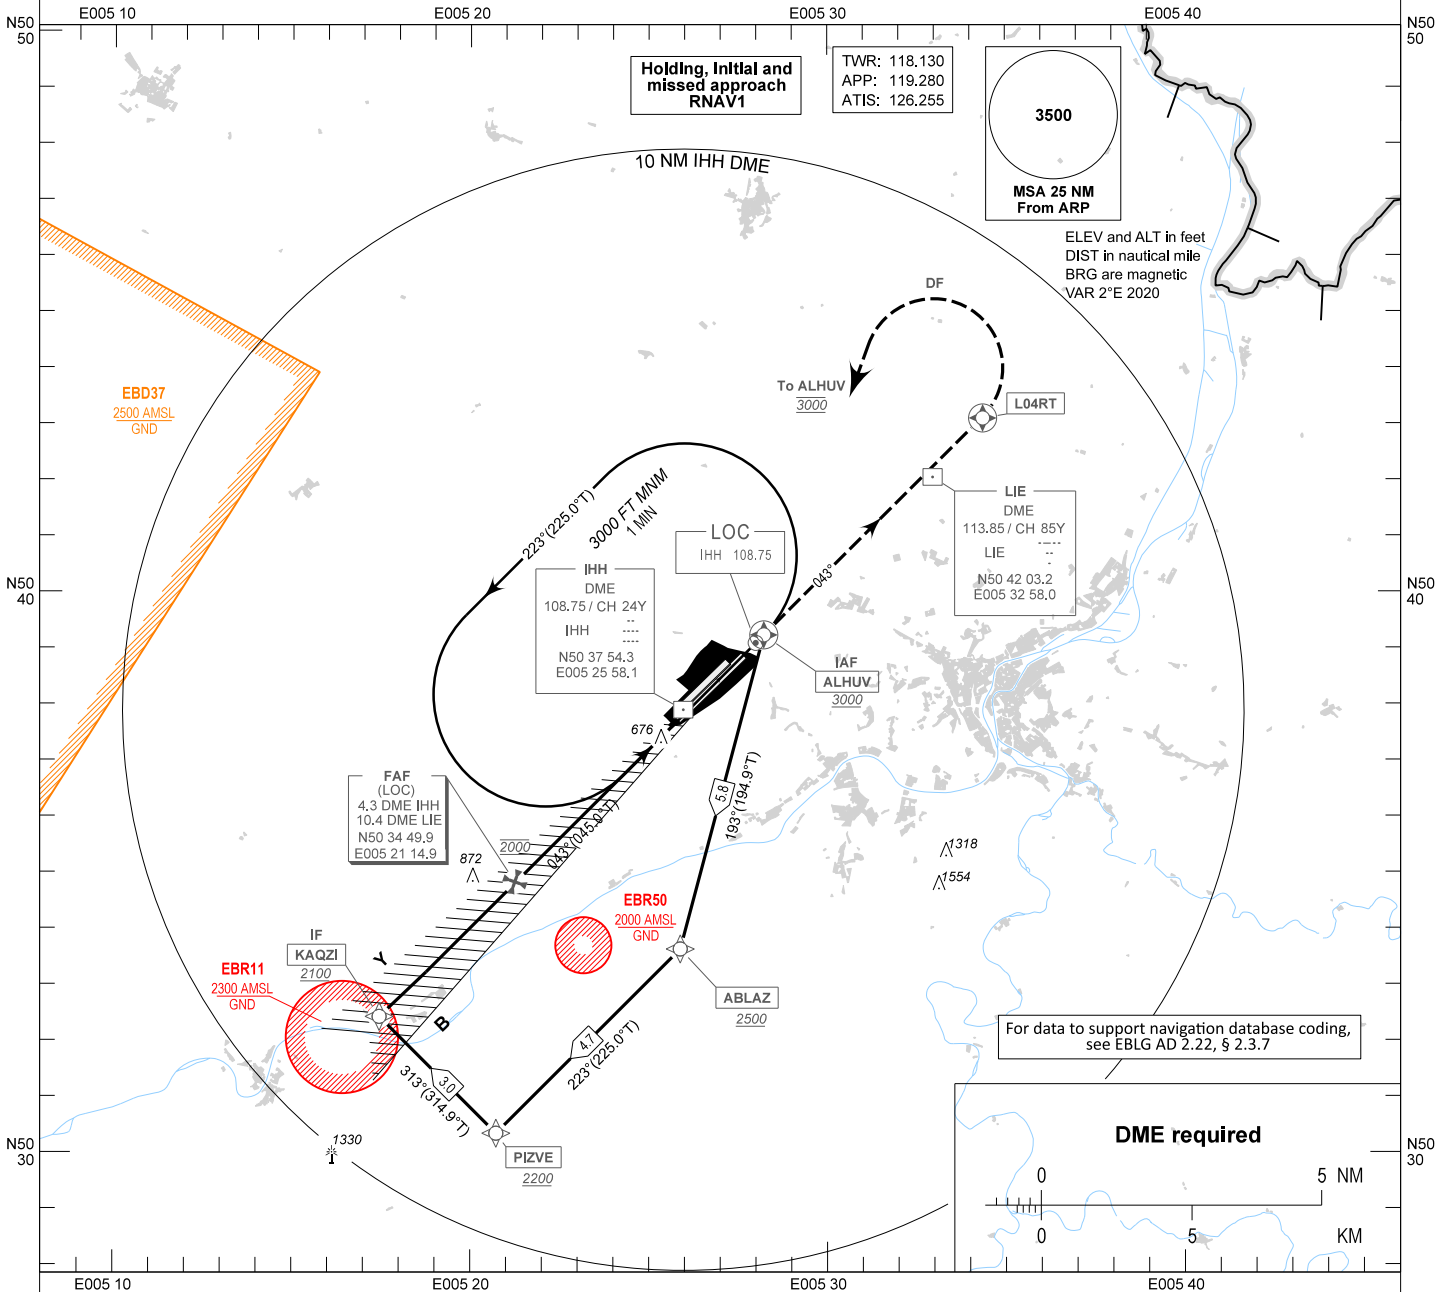 E005 10
E005 20
E005 30
E005 40
N50
50
N50
50
Holding, Initial and
missed approach
RNAV1
TWR: 118.130
APP: 119.280
ATIS: 126.255
3500
MSA 25 NM
From ARP
10 NM IHH DME
ELEV and ALT in feet
DIST in nautical mile
BRG are magnetic
VAR 2°E 2020
DF
EBD37
2500 AMSL
GND
To ALHUV
3000
L04RT
223°(225.0°T)
3000 FT MNM
1 MIN
LOC
IHH 108.75
LIE
DME
113.85 / CH 85Y
LIE
N50 42 03.2
E005 32 58.0
043°
IHH
DME
108.75 / CH 24Y
IHH
N50 37 54.3
E005 25 58.1
N50
40
N50
40
IAF
ALHUV
3000
676
FAF
(LOC)
4.3 DME IHH
10.4 DME LIE
N50 34 49.9
E005 21 14.9
5.8
193°(194.9°T)
043°(045.0°T)
2000
872
1318
1554
EBR50
2000 AMSL
GND
IF
KAQZI
2100
Y
EBR11
2300 AMSL
GND
B
ABLAZ
2500
For data to support navigation database coding,
see EBLG AD 2.22, § 2.3.7
4.7
223°(225.0°T)
3.0
313°(314.9°T)
1330
PIZVE
2200
N50
30
N50
30
DME required
0
5 NM
0
5
KM
E005 10
E005 20
E005 30
E005 40